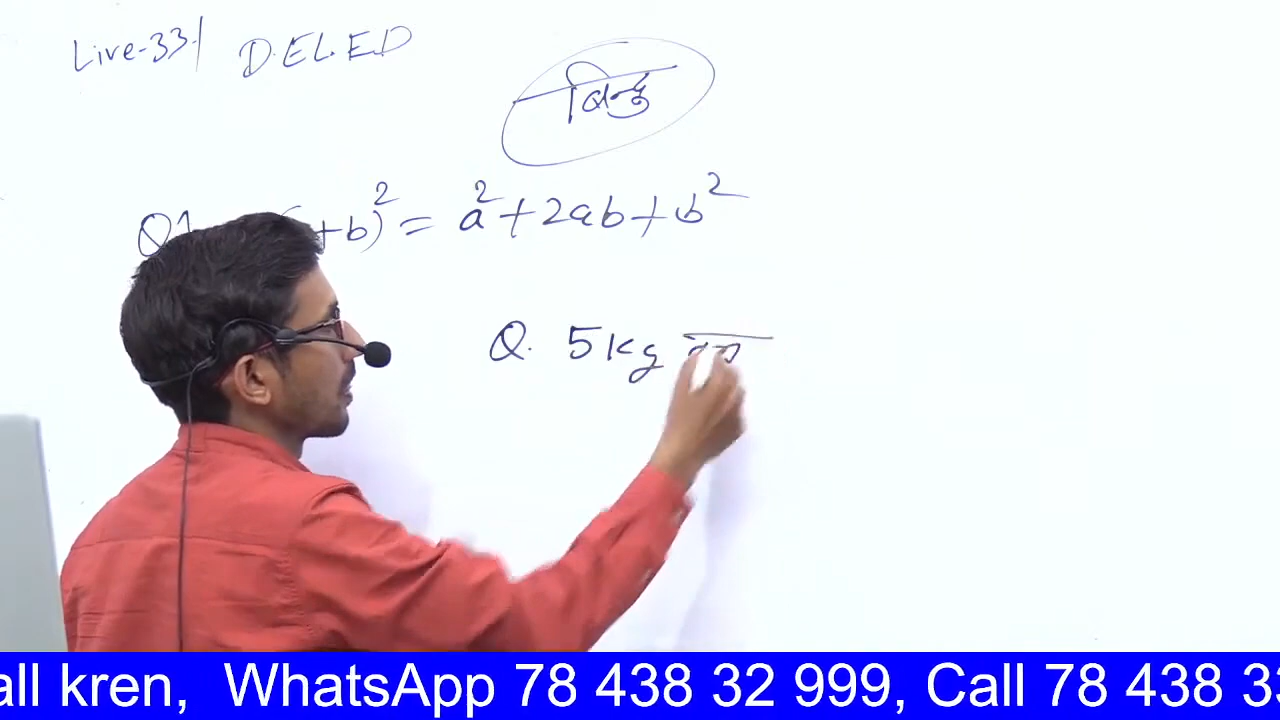 Live-33
D.EL.E.D
बिन्दु
Q1 +b)² = a² + 2ab + b²
Q. 5kg
all kren, WhatsApp 78 438 32 999, Call 78 438 3